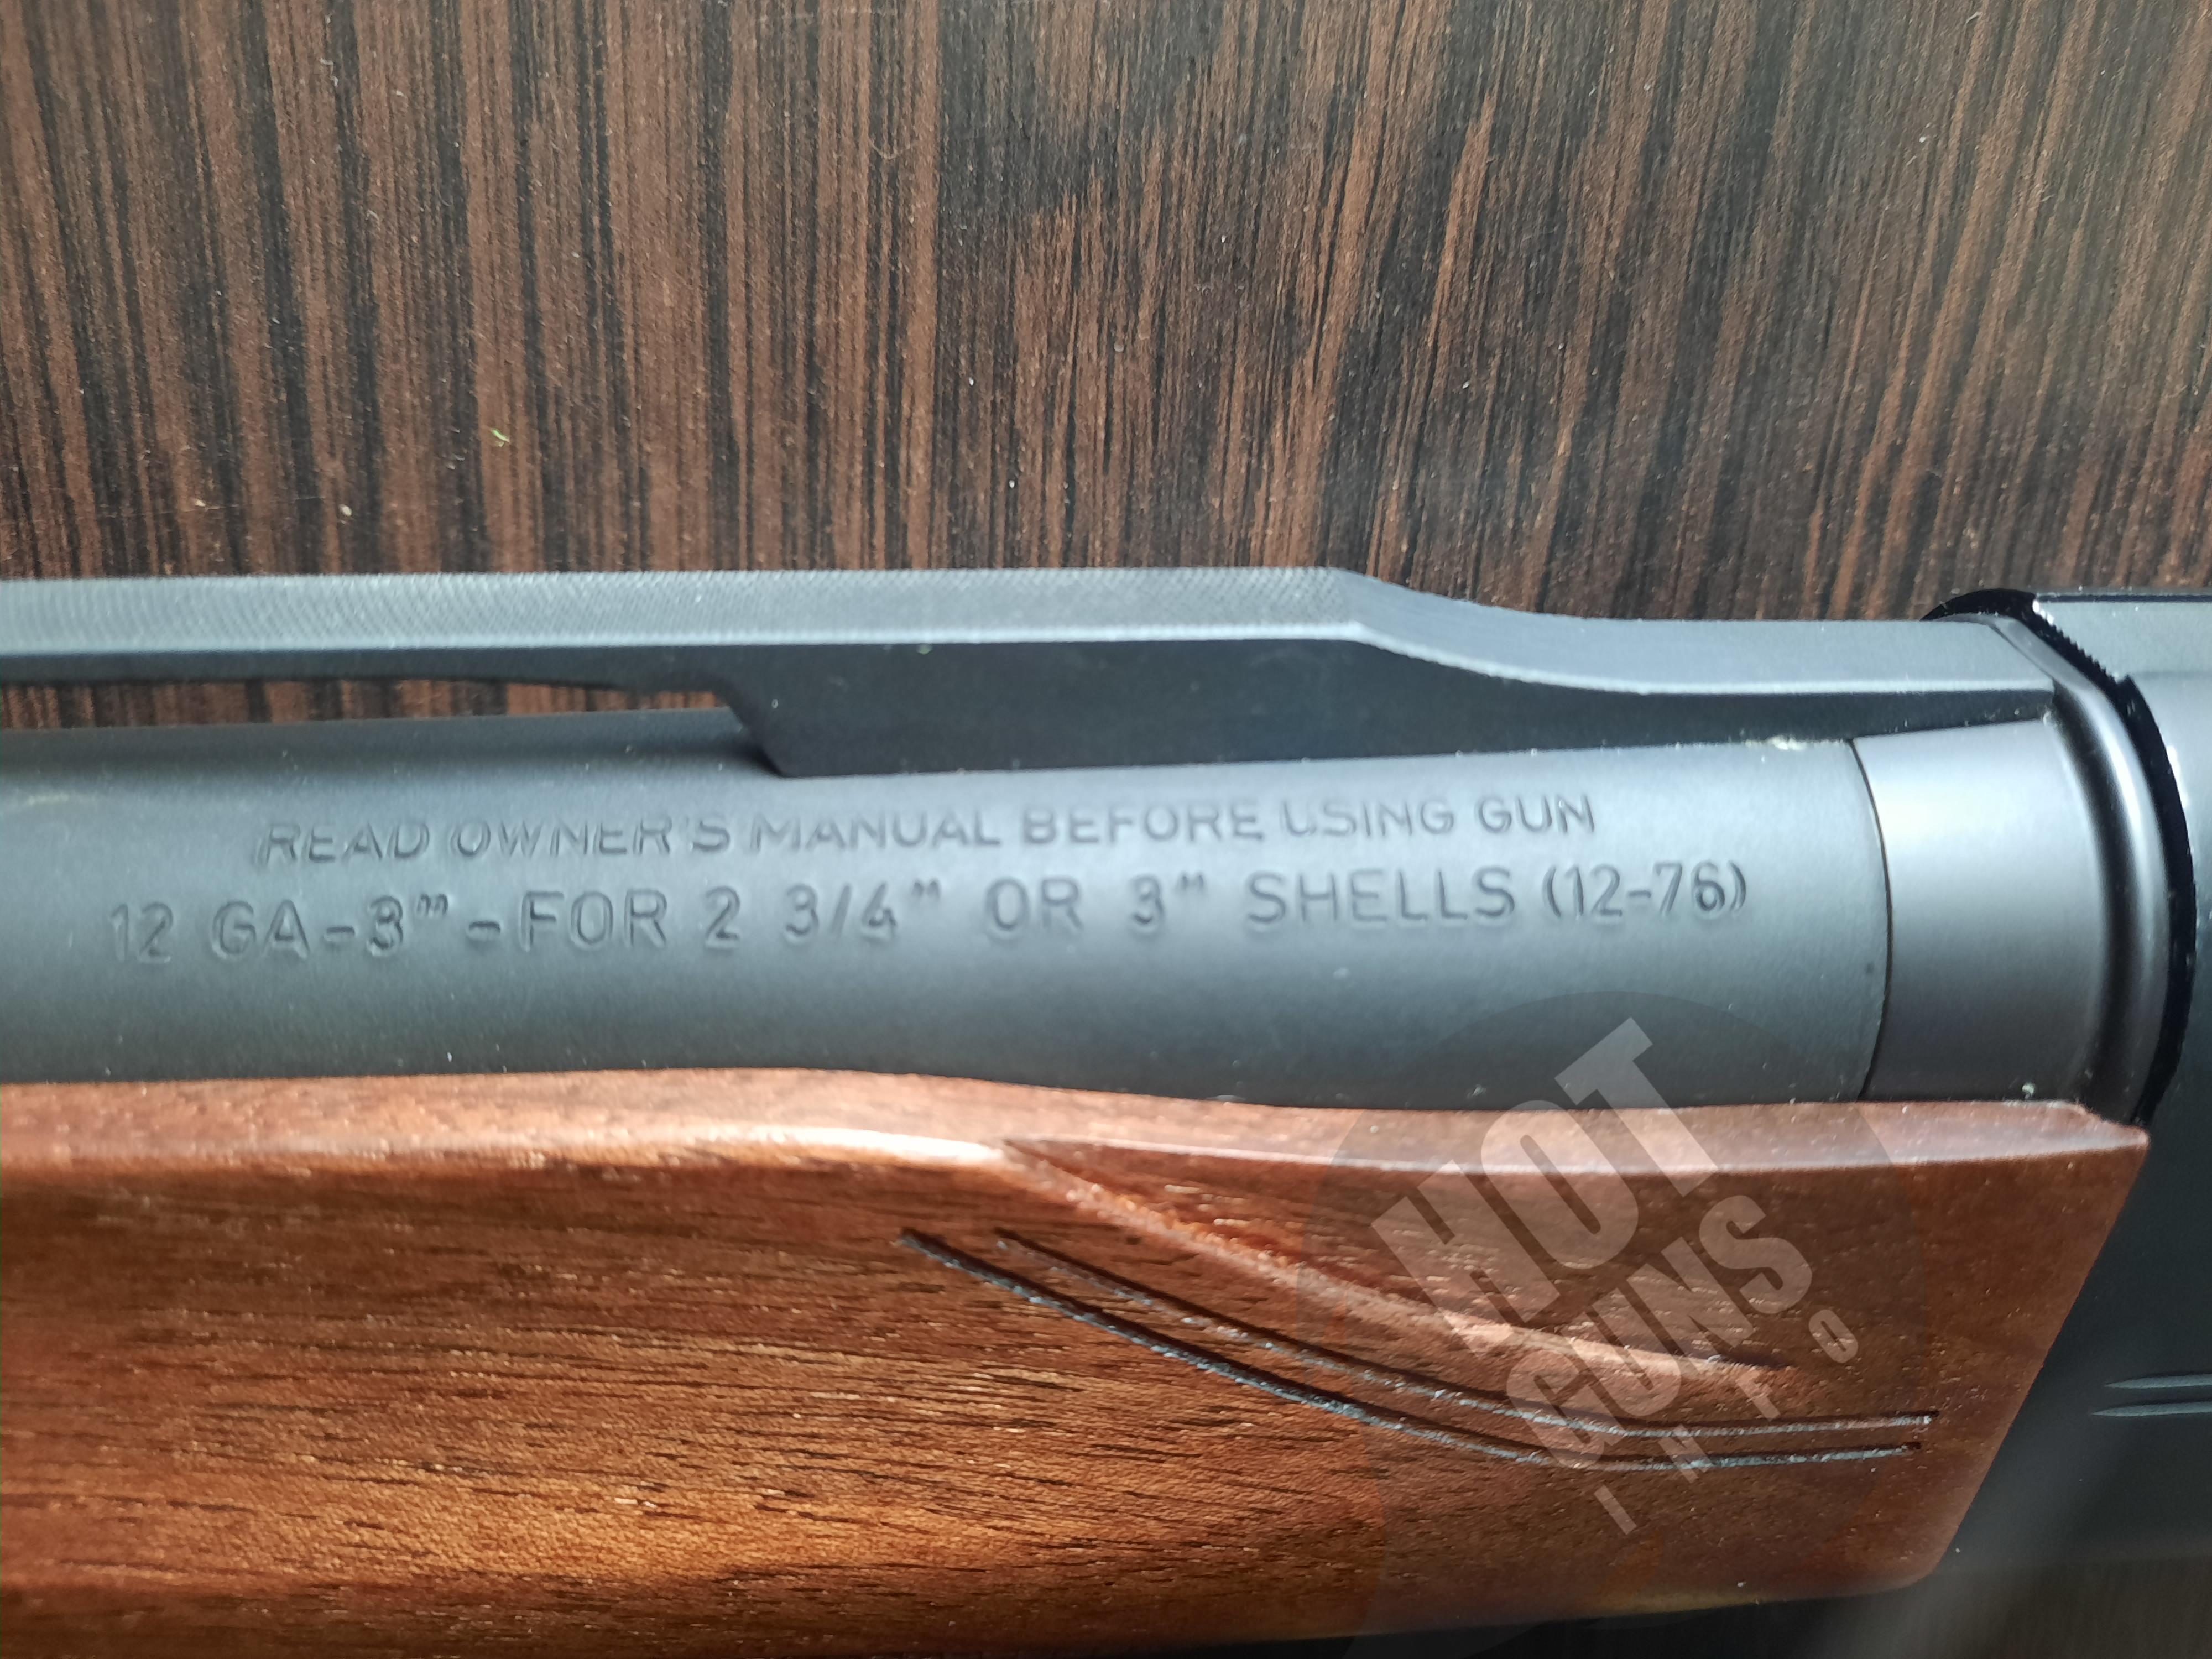 READ OWNER'S MANUAL BEFORE USING GUN
12 GA-3"-FOR 2 3/4" OR 3" SHELLS (12-76)
HOT
GUNS.
INFO